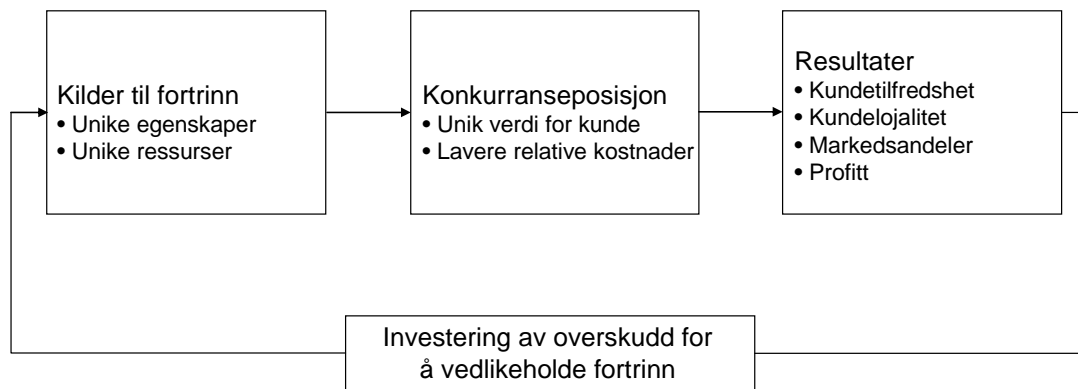 Kilder til fortrinn
• Unike egenskaper
• Unike ressurser
Konkurranseposisjon
• Unik verdi for kunde
• Lavere relative kostnader
Resultater
• Kundetilfredshet
• Kundelojalitet
• Markedsandeler
• Profitt
Investering av overskudd for
å vedlikeholde fortrinn